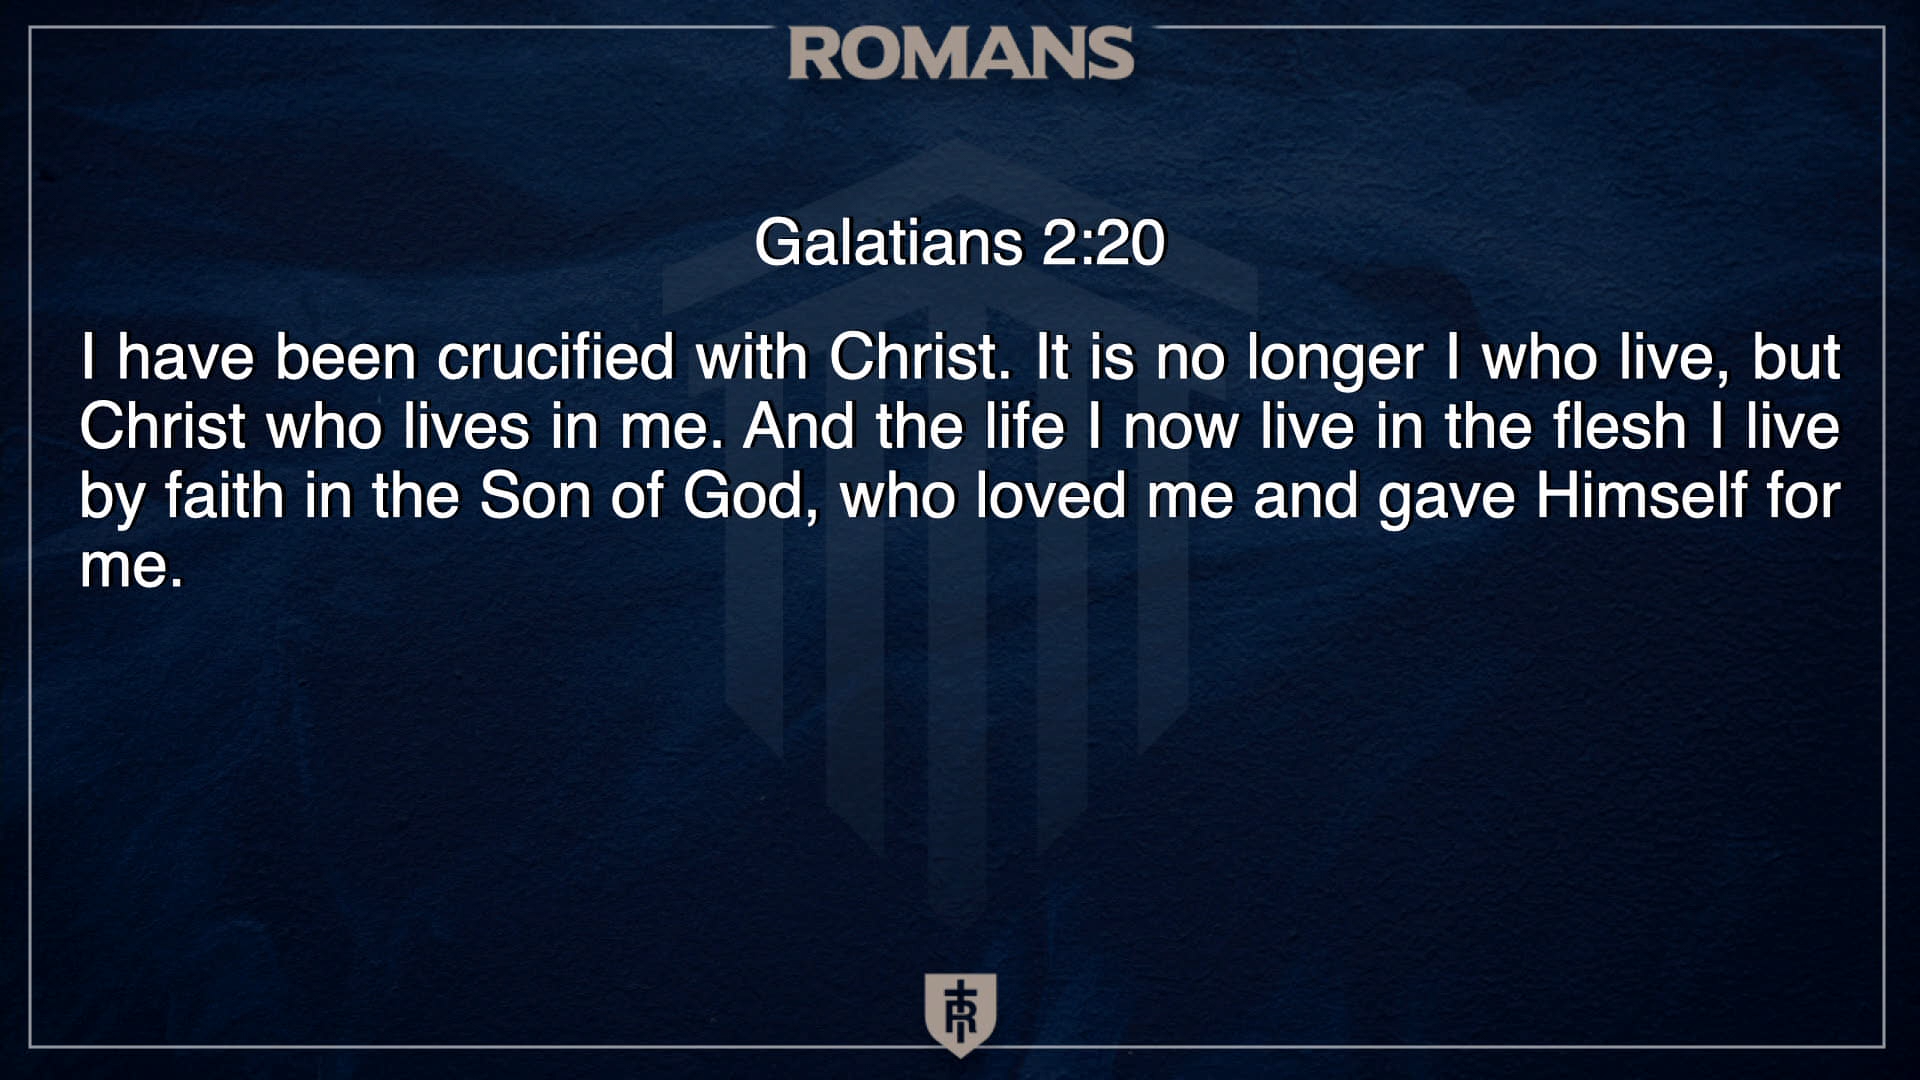 ROMANS
Galatians 2:20
I have been crucified with Christ. It is no longer I who live, but
Christ who lives in me. And the life I now live in the flesh I live
by faith in the Son of God, who loved me and gave Himself for
me.
R